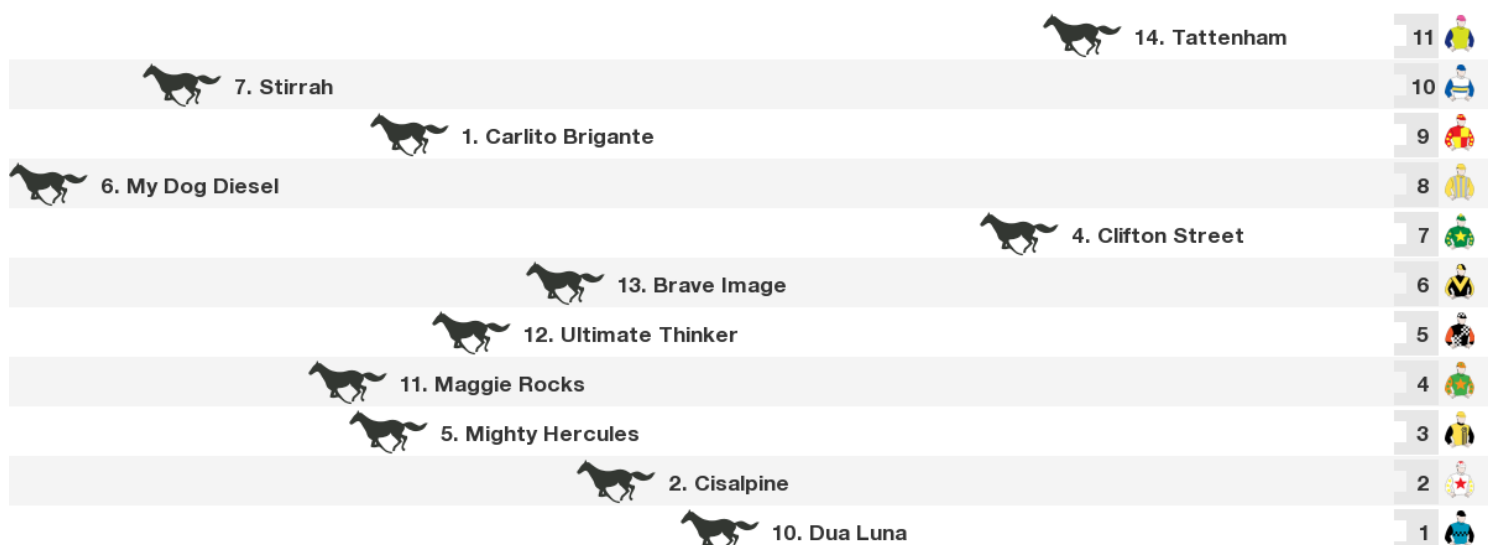 14. Tattenham 11
7. Stirrah 10
1. Carlito Brigante 9
6. My Dog Diesel 8
4. Clifton Street 7
13. Brave Image 6
12. Ultimate Thinker 5
11. Maggie Rocks 4
5. Mighty Hercules 3
2. Cisalpine 2
10. Dua Luna 1